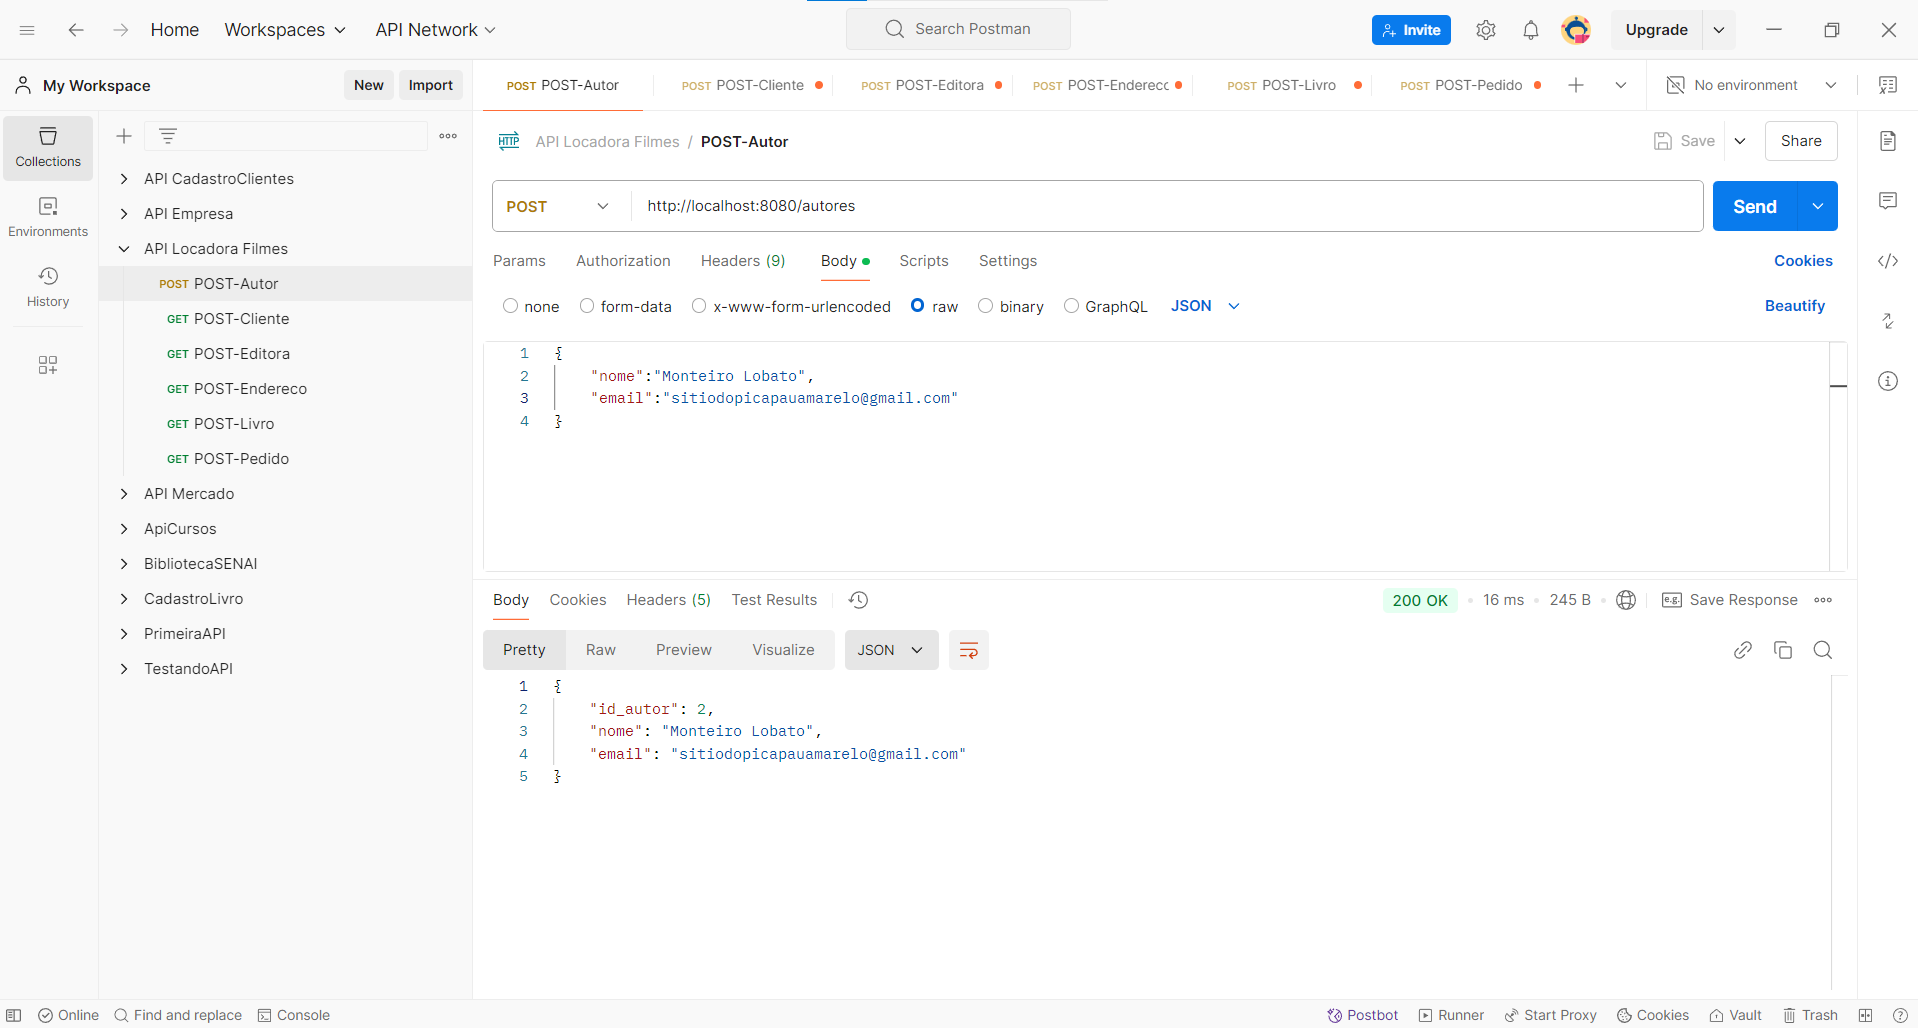 Home Workspaces API Network Search Postman Invite Upgrade
My Workspace New Import
POST POST-Autor POST POST-Cliente POST POST-Editora POST POST-Enderecc POST POST-Livro POST POST-Pedido No environment
Collections
Environments
History
API CadastroClientes
API Empresa
API Locadora Filmes
POST POST-Autor
GET POST-Cliente
GET POST-Editora
GET POST-Endereco
GET POST-Livro
GET POST-Pedido
API Mercado
ApiCursos
BibliotecaSENAI
CadastroLivro
PrimeiraAPI
TestandoAPI
HTTP API Locadora Filmes / POST-Autor Save Share
POST http://localhost:8080/autores Send
Params Authorization Headers (9) Body Scripts Settings Cookies
none form-data x-www-form-urlencoded raw binary GraphQL JSON Beautify
1 {
2 "nome":"Monteiro Lobato",
3 "email":"sitiodopicapauamarelo@gmail.com"
4 }
Body Cookies Headers (5) Test Results 200 OK 16 ms 245 B e.g. Save Response
Pretty Raw Preview Visualize JSON
1 {
2 "id_autor": 2,
3 "nome": "Monteiro Lobato",
4 "email": "sitiodopicapauamarelo@gmail.com"
5 }
Online Find and replace Console Postbot Runner Start Proxy Cookies Vault Trash